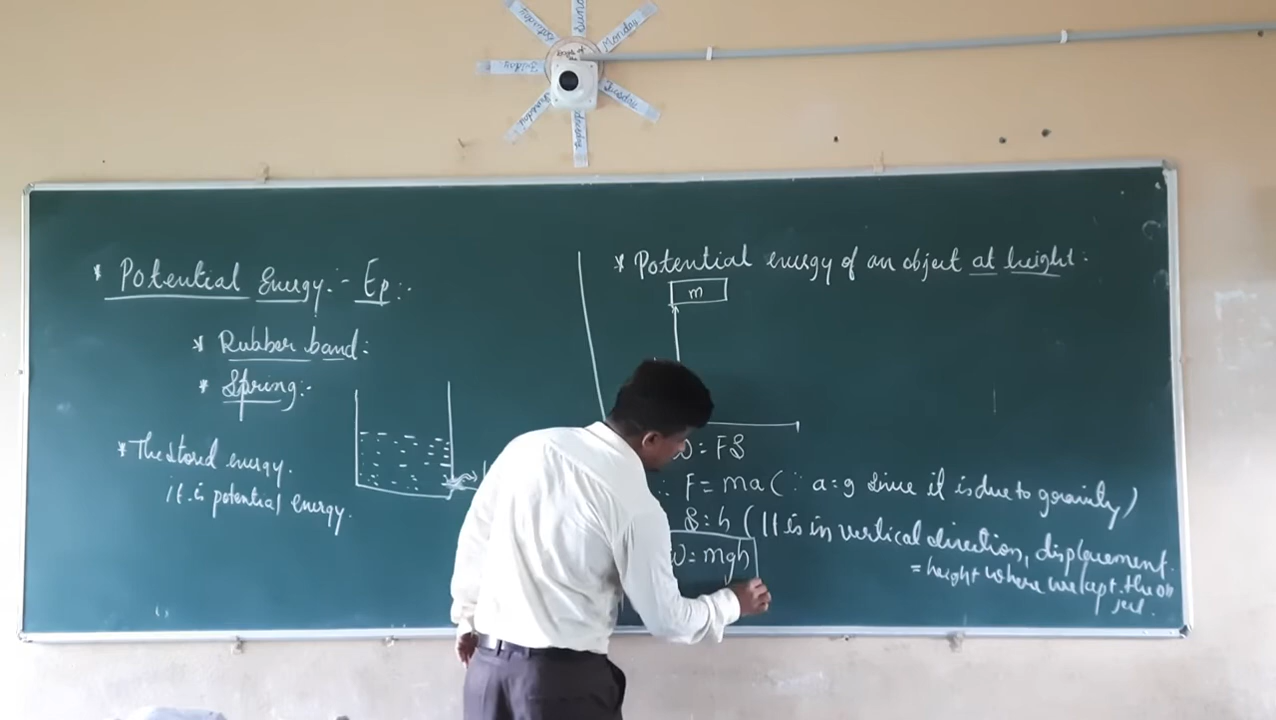 Monday
Friday
* Potential Energy:- Ep:-
* Rubber band:
* Spring:-
* The stored energy.
it is potential energy.
* Potential energy of an object at height:
m
W = FS
∴ F = ma (∵ a = g since it is due to gravity)
S = h (It is in vertical direction, displacement
= height where we kept the
W = mgh